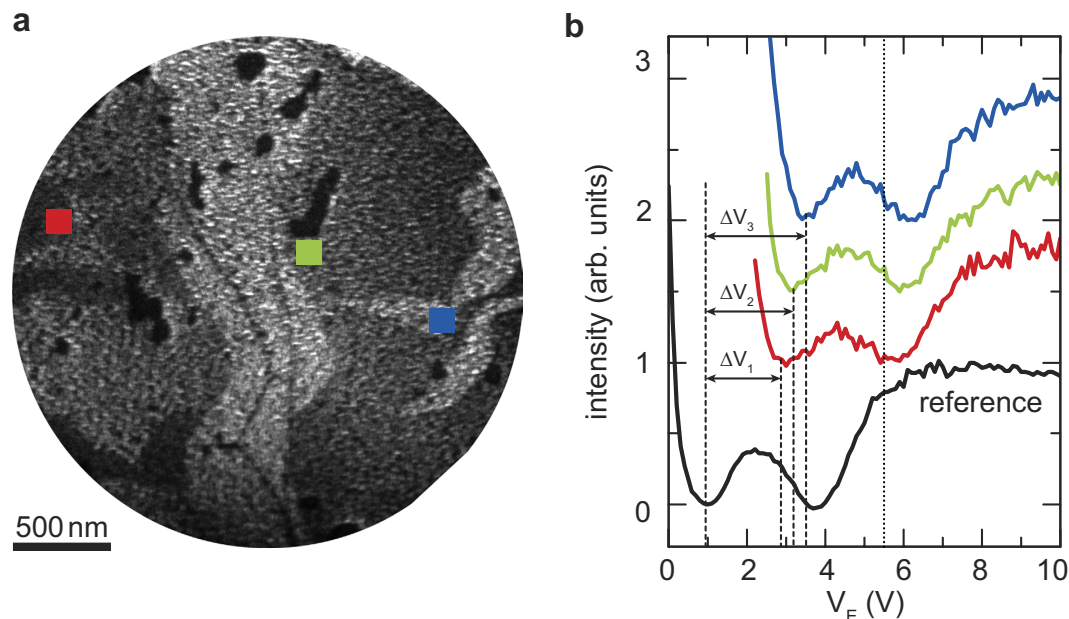 a
500 nm
b
intensity (arb. units)
3
2
1
0
ΔV₃
ΔV₂
ΔV₁
reference
0 2 4 6 8 10
V_E (V)